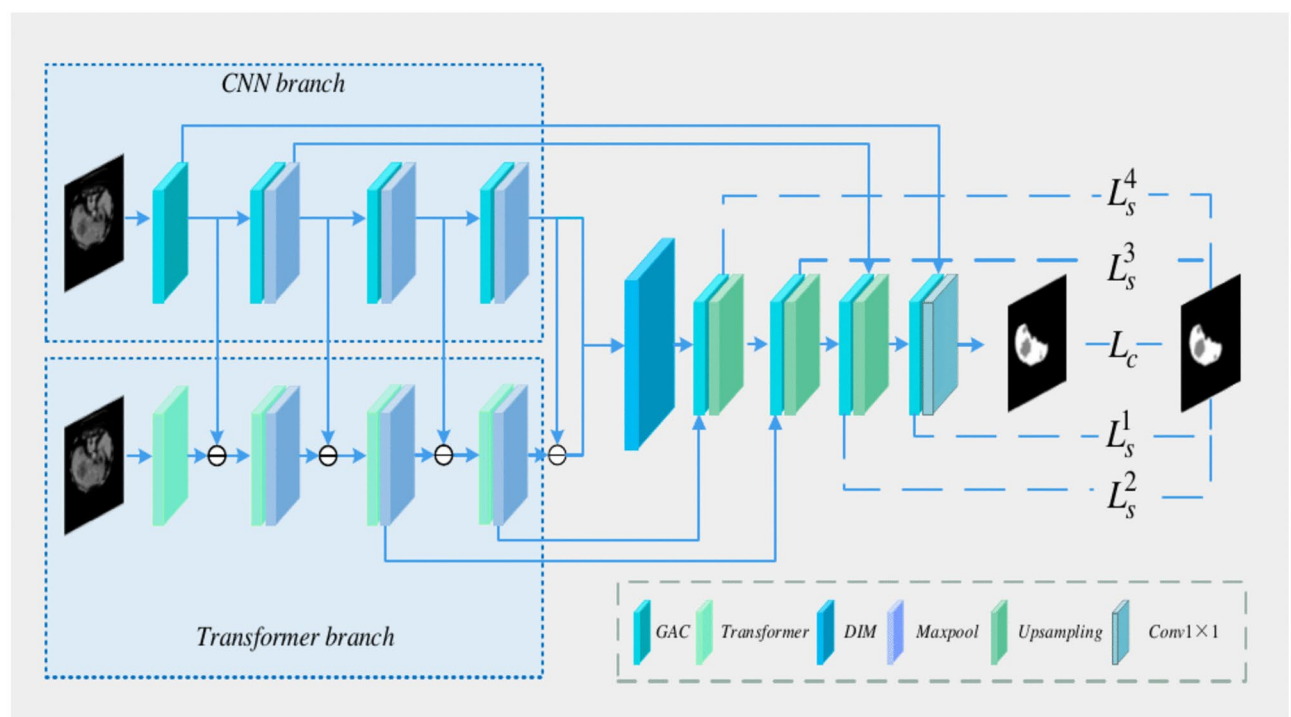 CNN branch
L_s^4
L_s^3
L_c
L_s^1
L_s^2
Transformer branch
GAC Transformer DIM Maxpool Upsampling Conv1×1